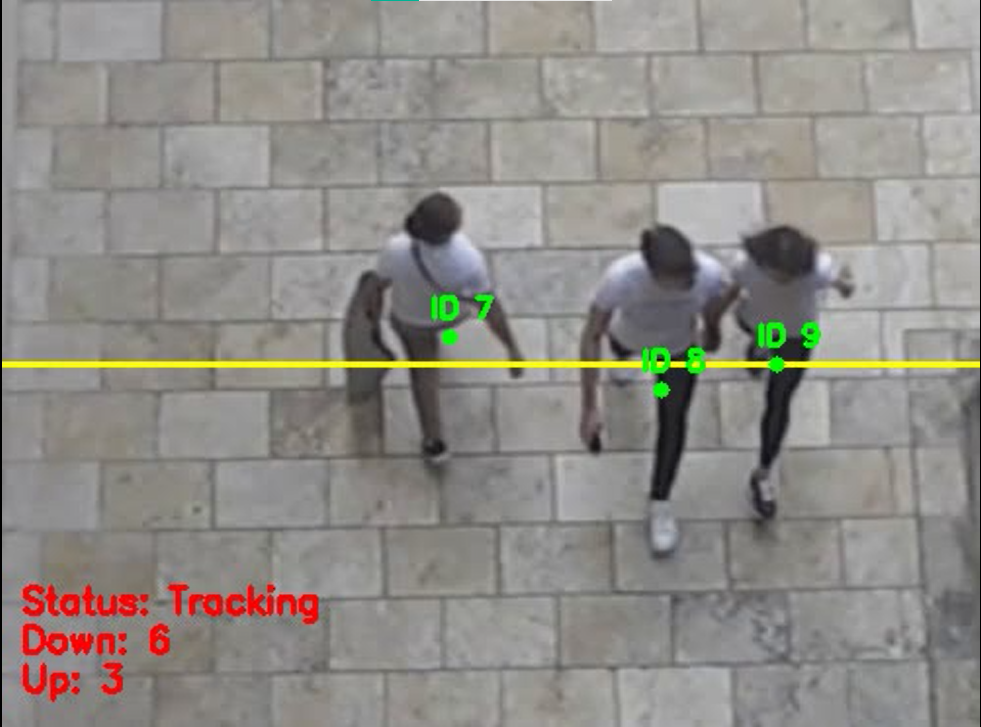 ID 7
ID 9
ID 8
Status: Tracking
Down: 6
Up: 3